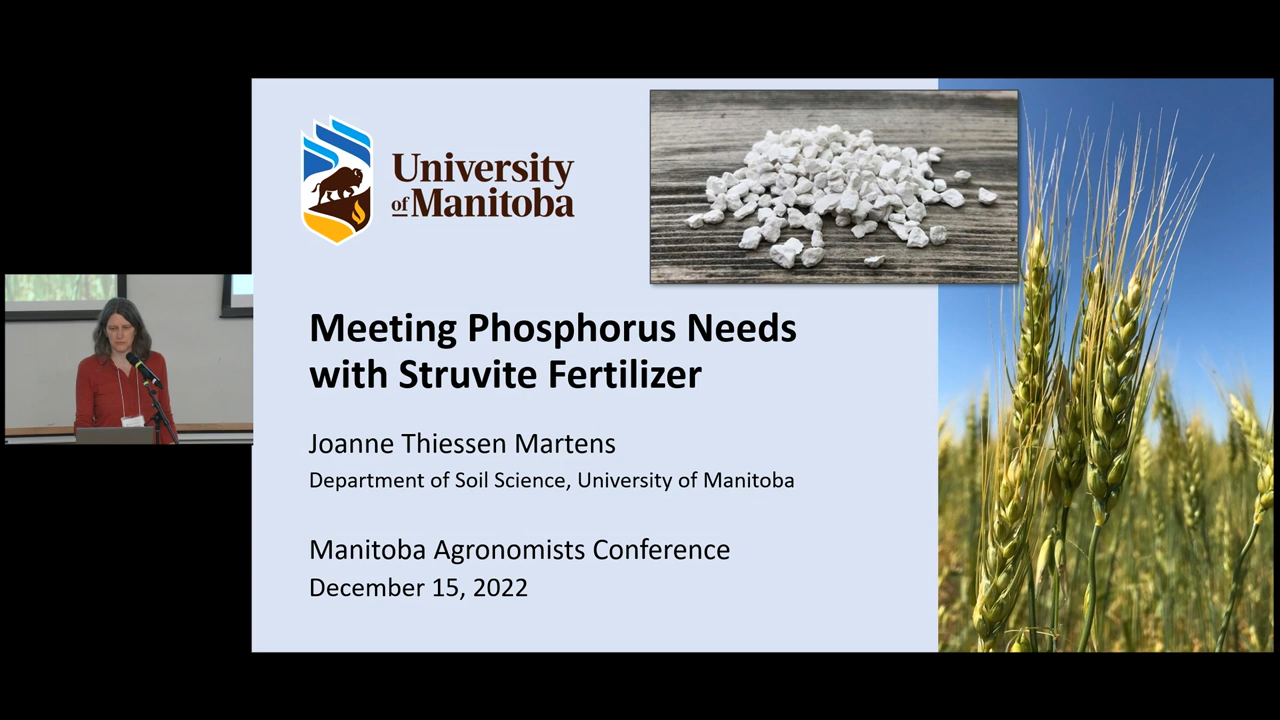 University
of Manitoba
Meeting Phosphorus Needs
with Struvite Fertilizer
Joanne Thiessen Martens
Department of Soil Science, University of Manitoba
Manitoba Agronomists Conference
December 15, 2022